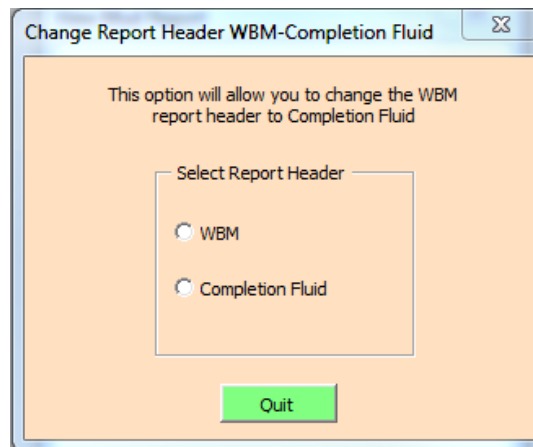 Change Report Header WBM-Completion Fluid
This option will allow you to change the WBM
report header to Completion Fluid
Select Report Header
WBM
Completion Fluid
Quit